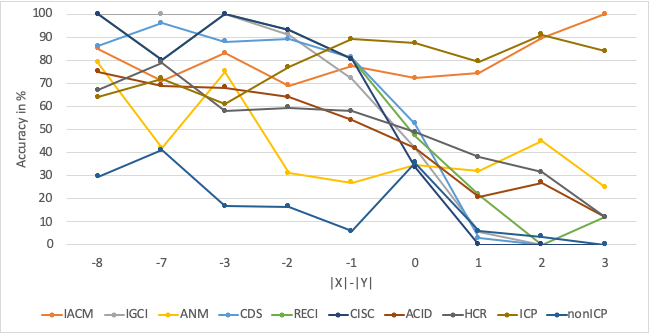 100
90
80
70
60
50
40
30
20
10
0
Accuracy in %
-8 -7 -3 -2 -1 0 1 2 3
|X|-|Y|
IACM IGCI ANM CDS RECI CISC ACID HCR ICP nonICP